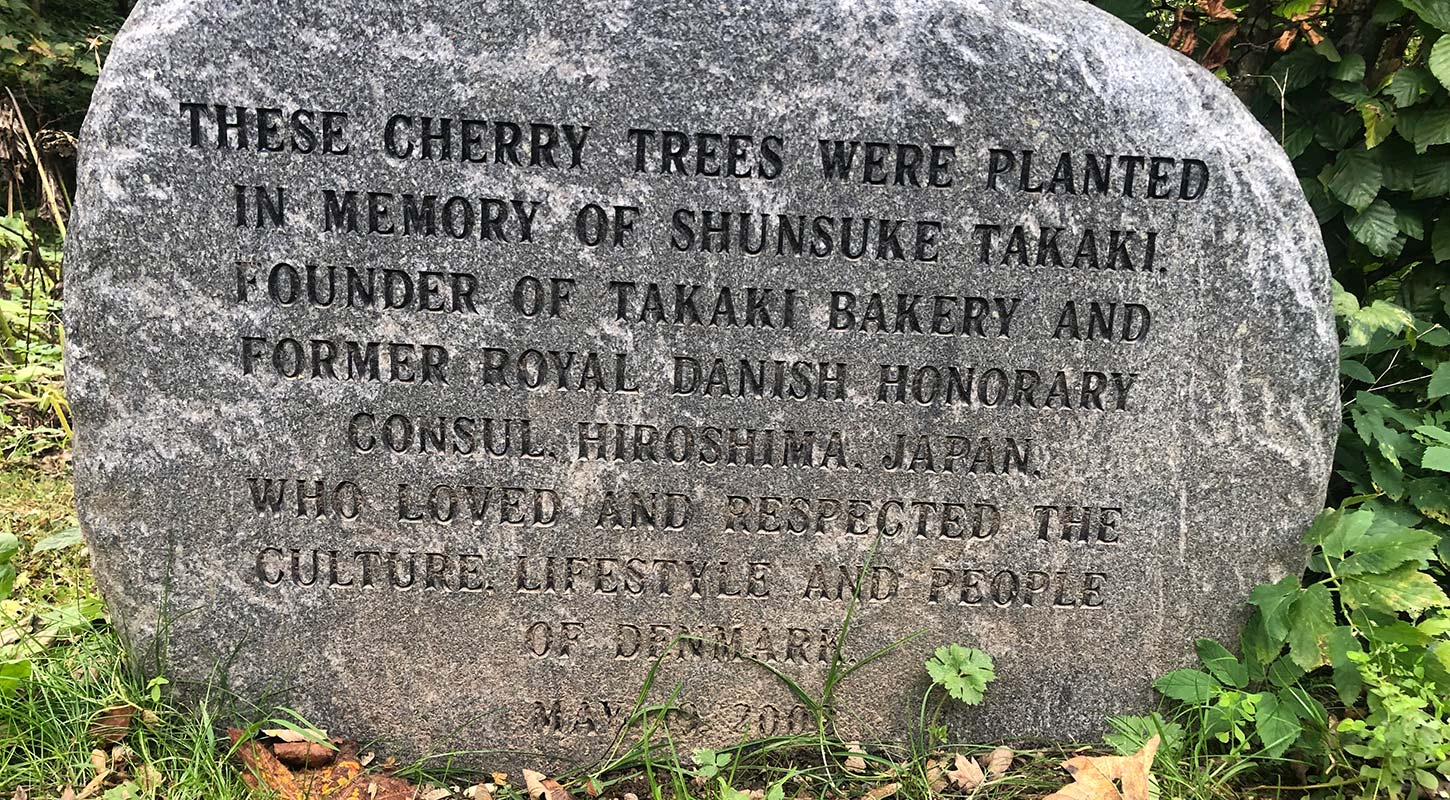 THESE CHERRY TREES WERE PLANTED
IN MEMORY OF SHUNSUKE TAKAKI,
FOUNDER OF TAKAKI BAKERY AND
FORMER ROYAL DANISH HONORARY
CONSUL, HIROSHIMA, JAPAN,
WHO LOVED AND RESPECTED THE
CULTURE, LIFESTYLE AND PEOPLE
OF DENMARK.
MAY